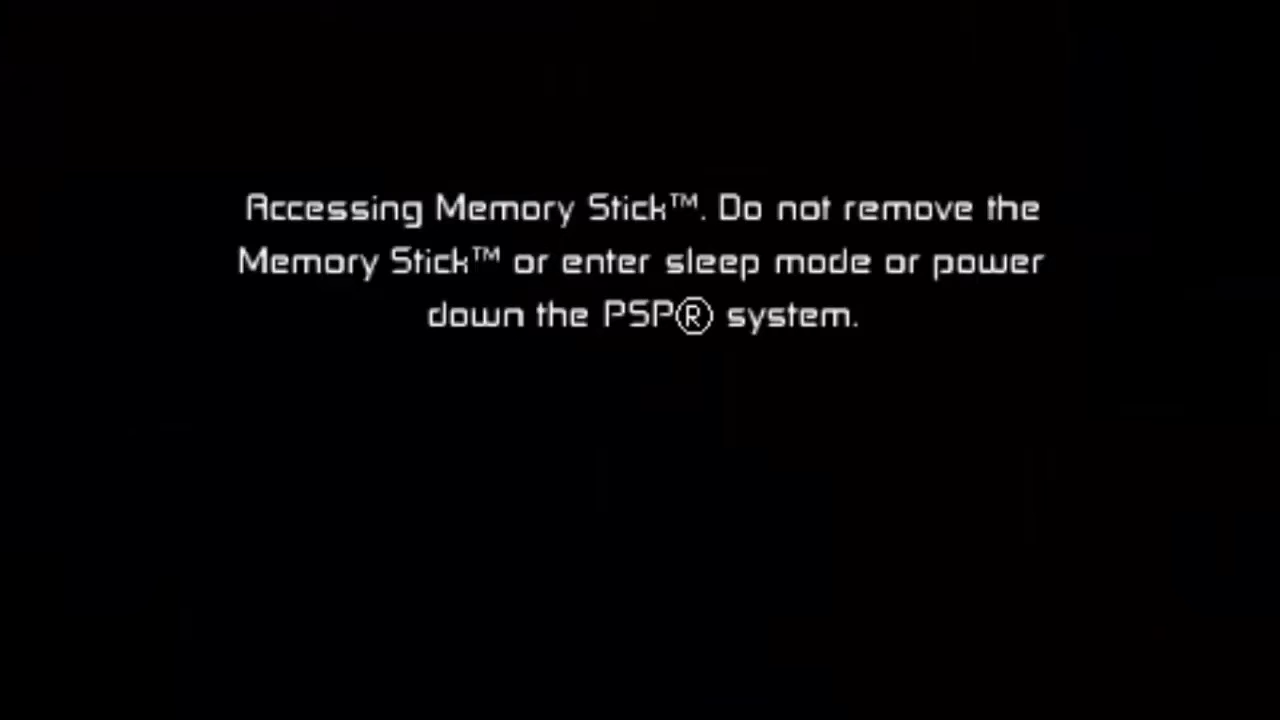 Accessing Memory Stick™. Do not remove the
Memory Stick™ or enter sleep mode or power
down the PSP® system.